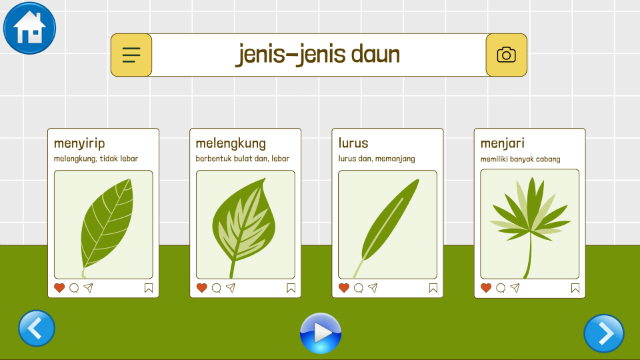 jenis-jenis daun
menyirip
melengkung, tidak lebar
melengkung
berbentuk bulat dan, lebar
lurus
lurus dan, memanjang
menjari
memiliki banyak cabang